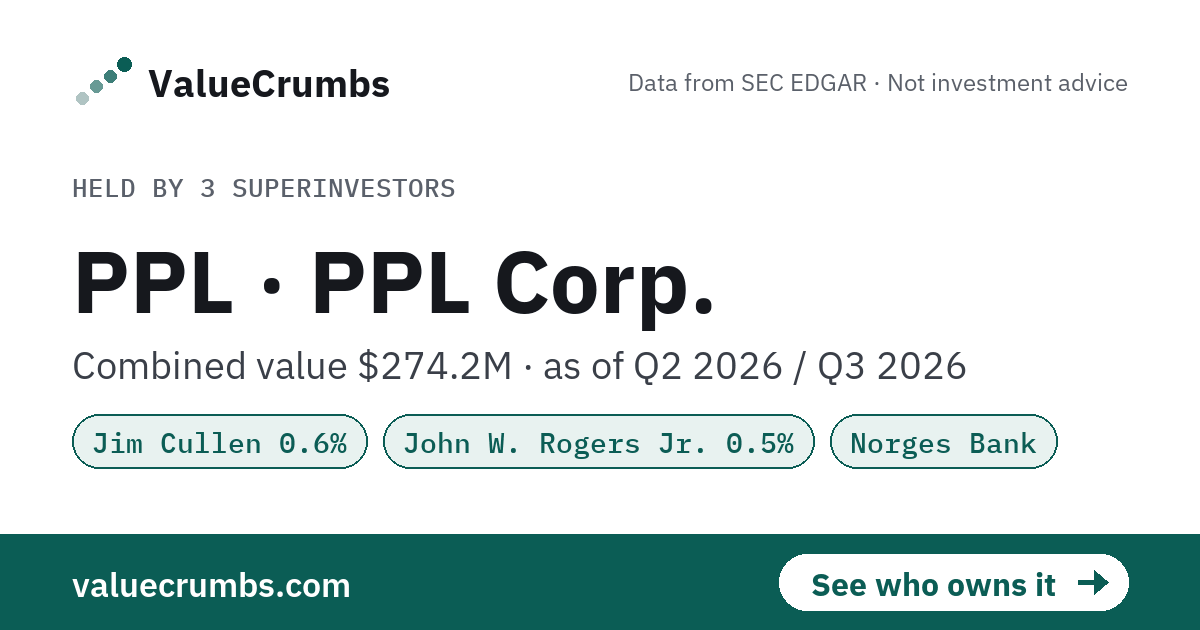 ValueCrumbs
Data from SEC EDGAR · Not investment advice
HELD BY 3 SUPERINVESTORS
PPL · PPL Corp.
Combined value $274.2M · as of Q2 2026 / Q3 2026
Jim Cullen 0.6%
John W. Rogers Jr. 0.5%
Norges Bank
valuecrumbs.com
See who owns it →